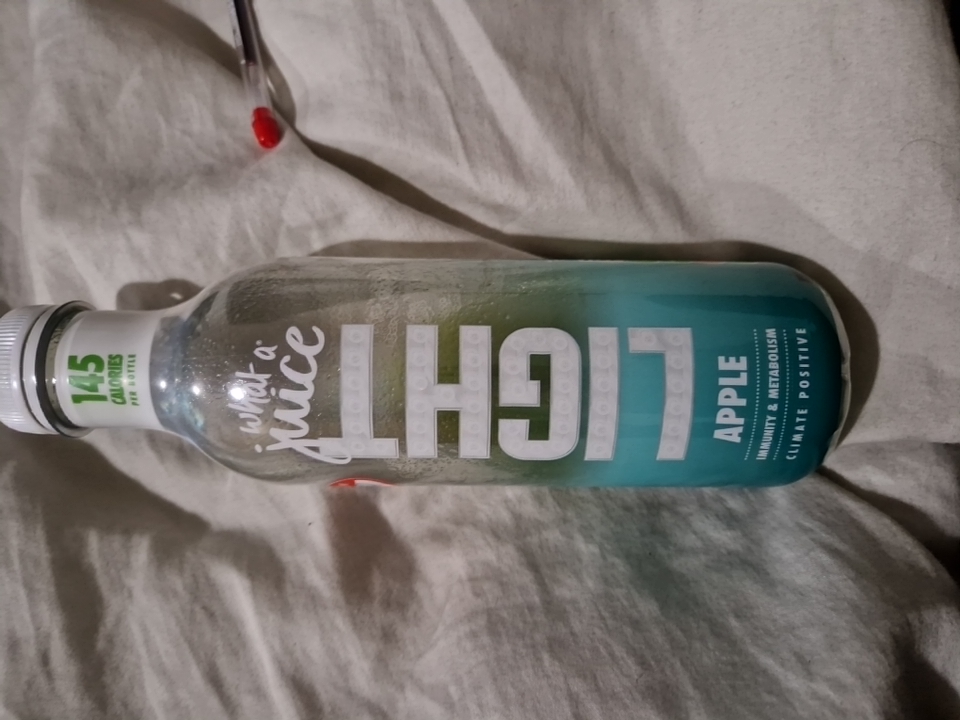 145
CALORIES
PER BOTTLE
what a
juice
LIGHT
APPLE
IMMUNITY & METABOLISM
CLIMATE POSITIVE